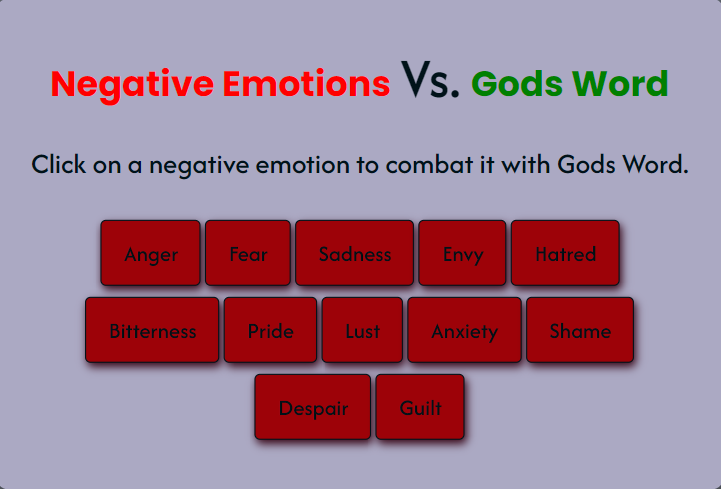 Negative Emotions Vs. Gods Word
Click on a negative emotion to combat it with Gods Word.
Anger Fear Sadness Envy Hatred
Bitterness Pride Lust Anxiety Shame
Despair Guilt